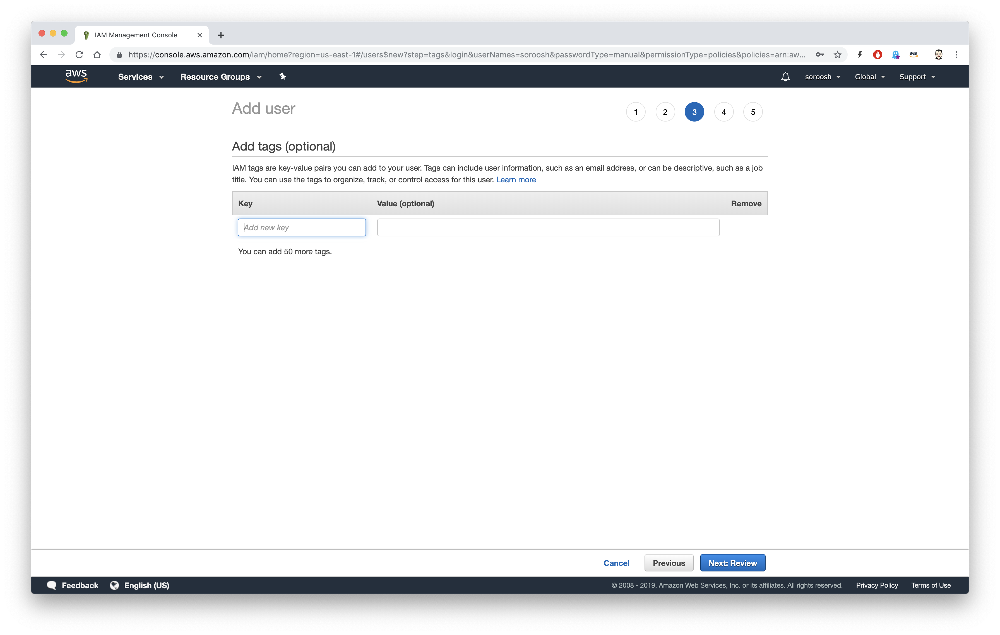 IAM Management Console
https://console.aws.amazon.com/iam/home?region=us-east-1#/users$new?step=tags&login&userNames=soroosh&passwordType=manual&permissionType=policies&policies=arn:aw...
aea
aws
Services
Resource Groups
soroosh
Global
Support
Add user
1
2
3
4
5
Add tags (optional)
IAM tags are key-value pairs you can add to your user. Tags can include user information, such as an email address, or can be descriptive, such as a job
title. You can use the tags to organize, track, or control access for this user. Learn more
Key
Value (optional)
Remove
Add new key
You can add 50 more tags.
Cancel
Previous
Next: Review
Feedback
English (US)
© 2008 - 2019, Amazon Web Services, Inc. or its affiliates. All rights reserved.
Privacy Policy
Terms of Use